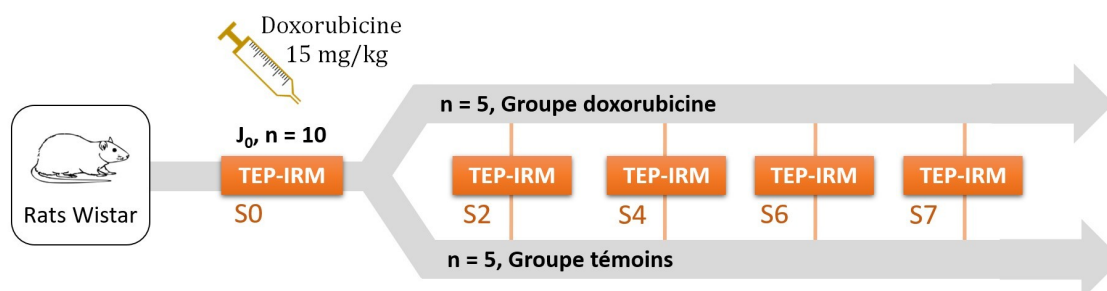 Doxorubicine
15 mg/kg
n = 5, Groupe doxorubicine
J₀, n = 10
TEP-IRM
TEP-IRM
TEP-IRM
TEP-IRM
TEP-IRM
S0
S2
S4
S6
S7
Rats Wistar
n = 5, Groupe témoins